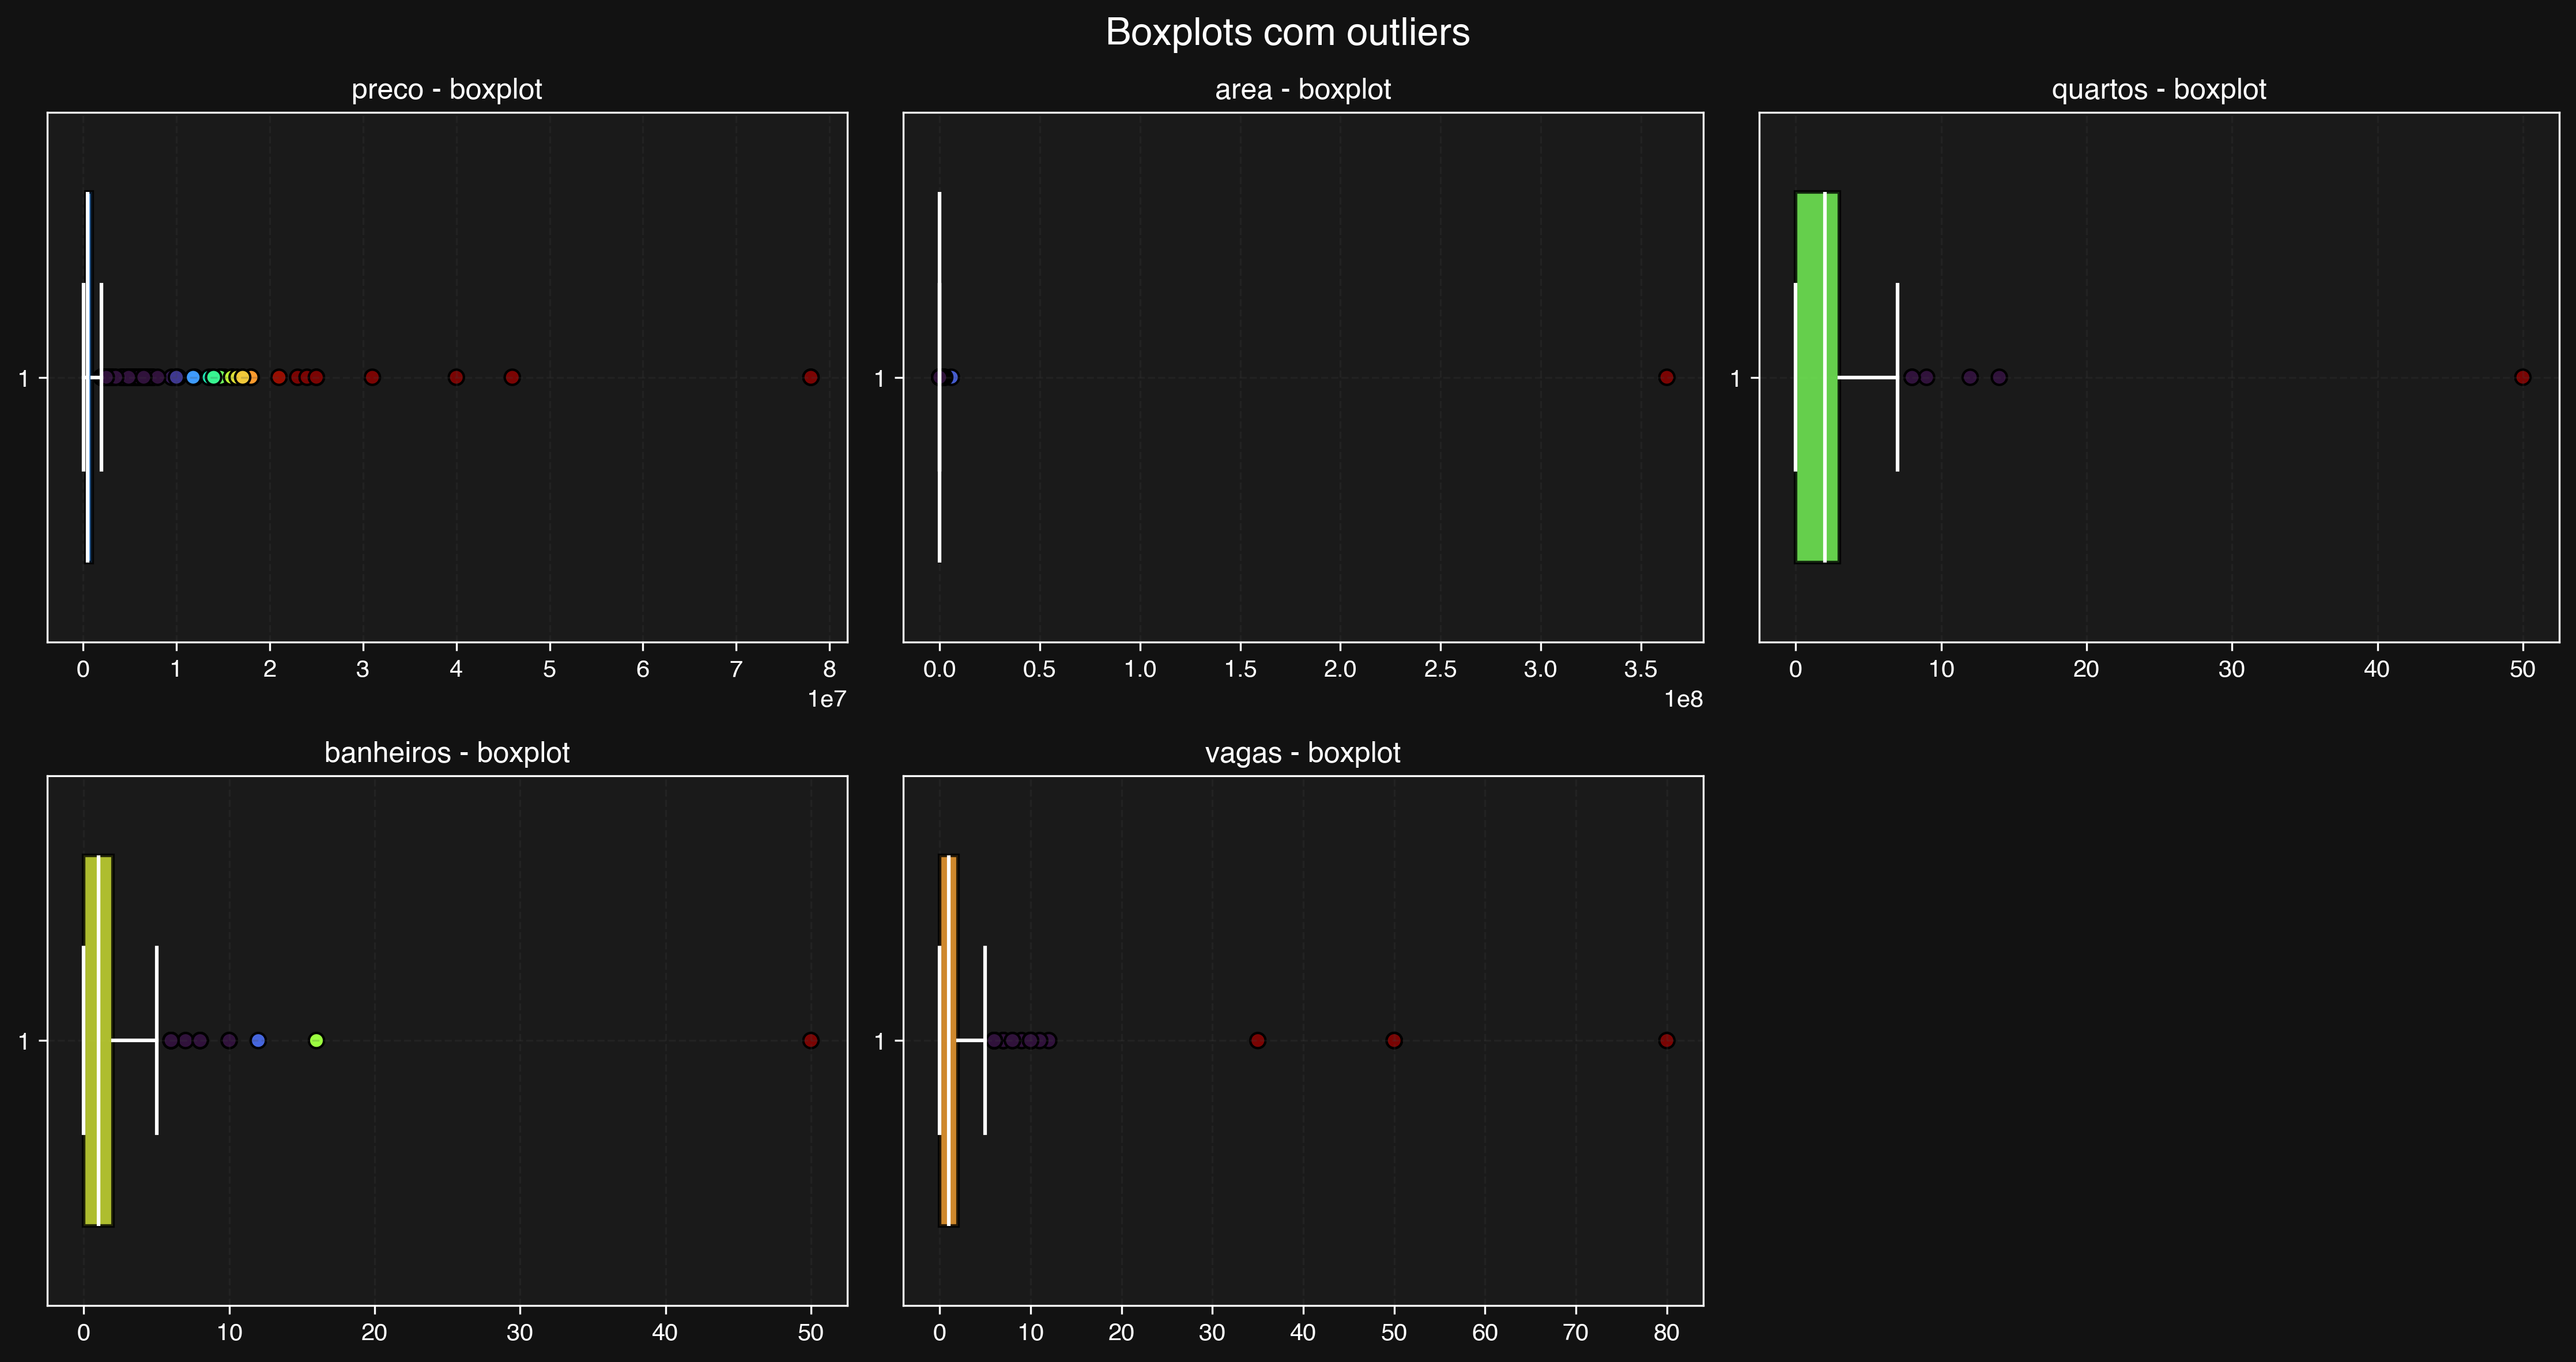 Boxplots com outliers
preco - boxplot
1
0 1 2 3 4 5 6 7 8
1e7
area - boxplot
1
0.0 0.5 1.0 1.5 2.0 2.5 3.0 3.5
1e8
quartos - boxplot
1
0 10 20 30 40 50
banheiros - boxplot
1
0 10 20 30 40 50
vagas - boxplot
1
0 10 20 30 40 50 60 70 80